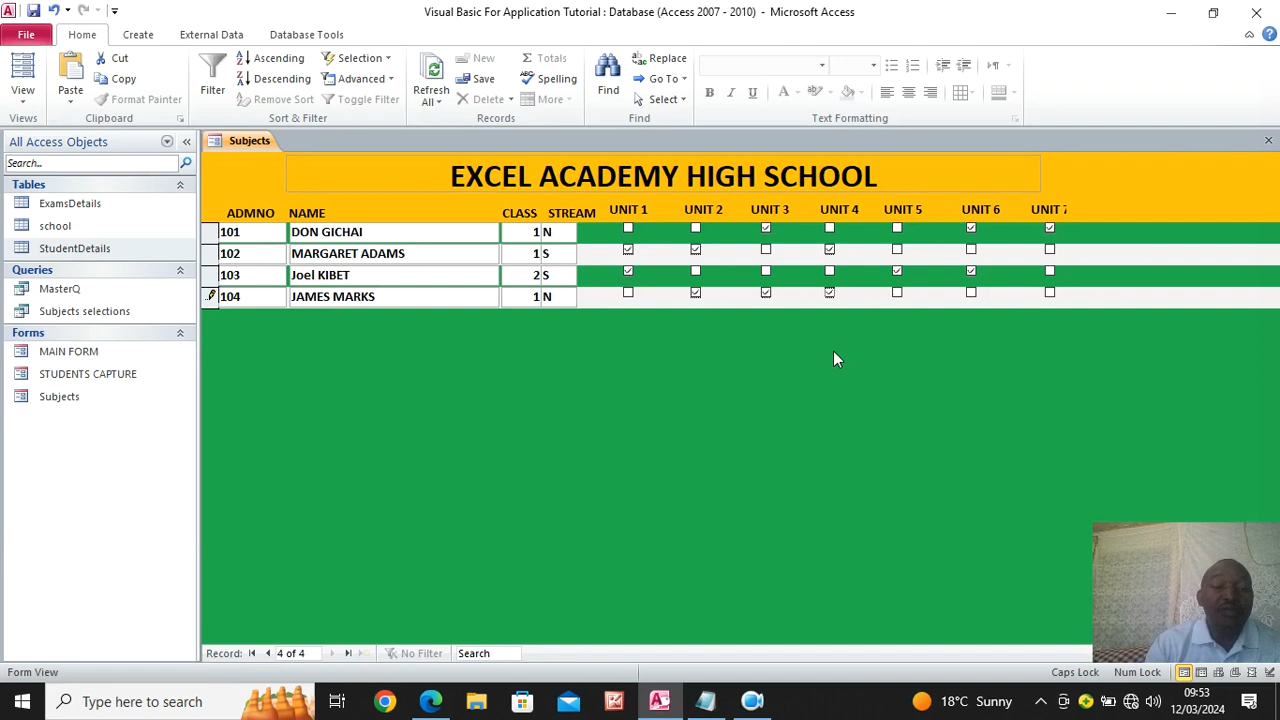 Visual Basic For Application Tutorial : Database (Access 2007 - 2010) - Microsoft Access
File Home Create External Data Database Tools
View
Views
Paste
Cut
Copy
Format Painter
Clipboard
Filter
Ascending
Descending
Remove Sort
Selection
Advanced
Toggle Filter
Sort & Filter
Refresh
All
New
Save
Delete
Totals
Spelling
More
Records
Find
Replace
Go To
Select
Find
B I U A
Text Formatting
All Access Objects
Search..
Tables
ExamsDetails
school
StudentDetails
Queries
MasterQ
Subjects selections
Forms
MAIN FORM
STUDENTS CAPTURE
Subjects
Subjects
EXCEL ACADEMY HIGH SCHOOL
ADMNO NAME CLASS STREAM UNIT 1 UNIT 2 UNIT 3 UNIT 4 UNIT 5 UNIT 6 UNIT 7
101 DON GICHAI 1 N
102 MARGARET ADAMS 1 S
103 Joel KIBET 2 S
104 JAMES MARKS 1 N
Record: 4 of 4 No Filter Search
Form View Caps Lock Num Lock
Type here to search 18°C Sunny 09:53
12/03/2024